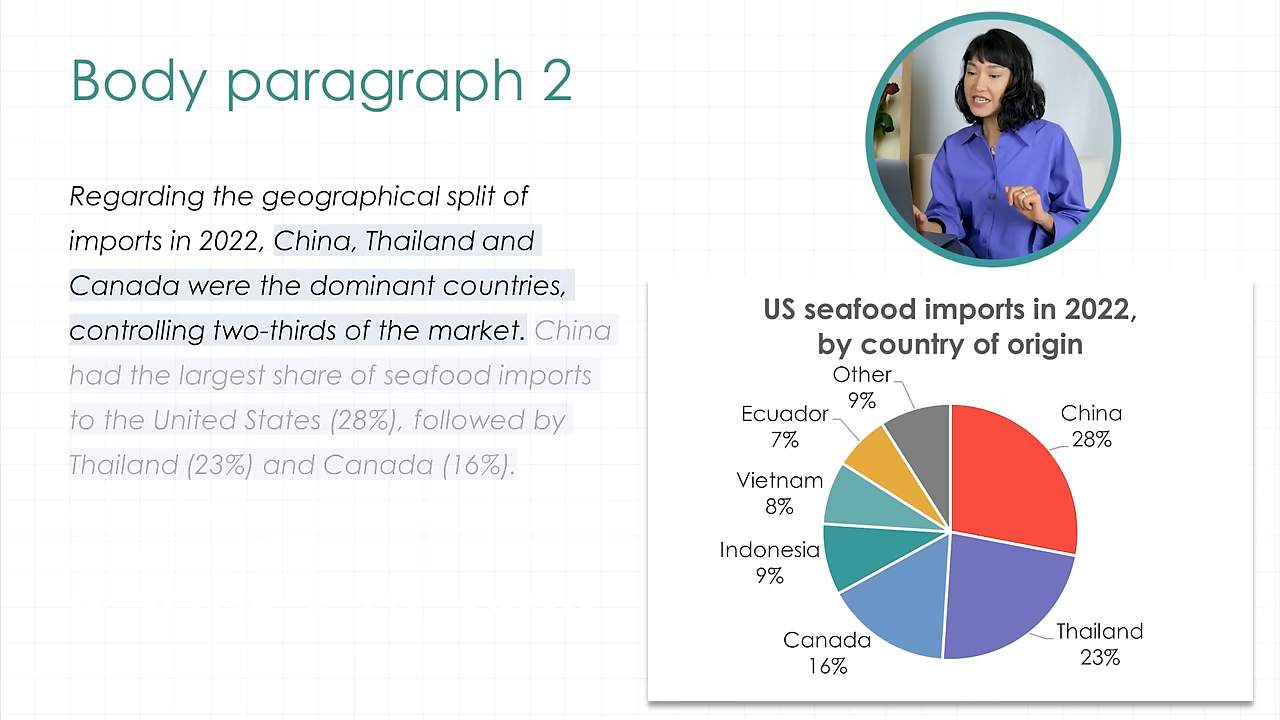 Body paragraph 2
Regarding the geographical split of
imports in 2022, China, Thailand and
Canada were the dominant countries,
controlling two-thirds of the market. China
had the largest share of seafood imports
to the United States (28%), followed by
Thailand (23%) and Canada (16%).
US seafood imports in 2022,
by country of origin
Other
9%
Ecuador
7%
China
28%
Vietnam
8%
Indonesia
9%
Canada
16%
Thailand
23%